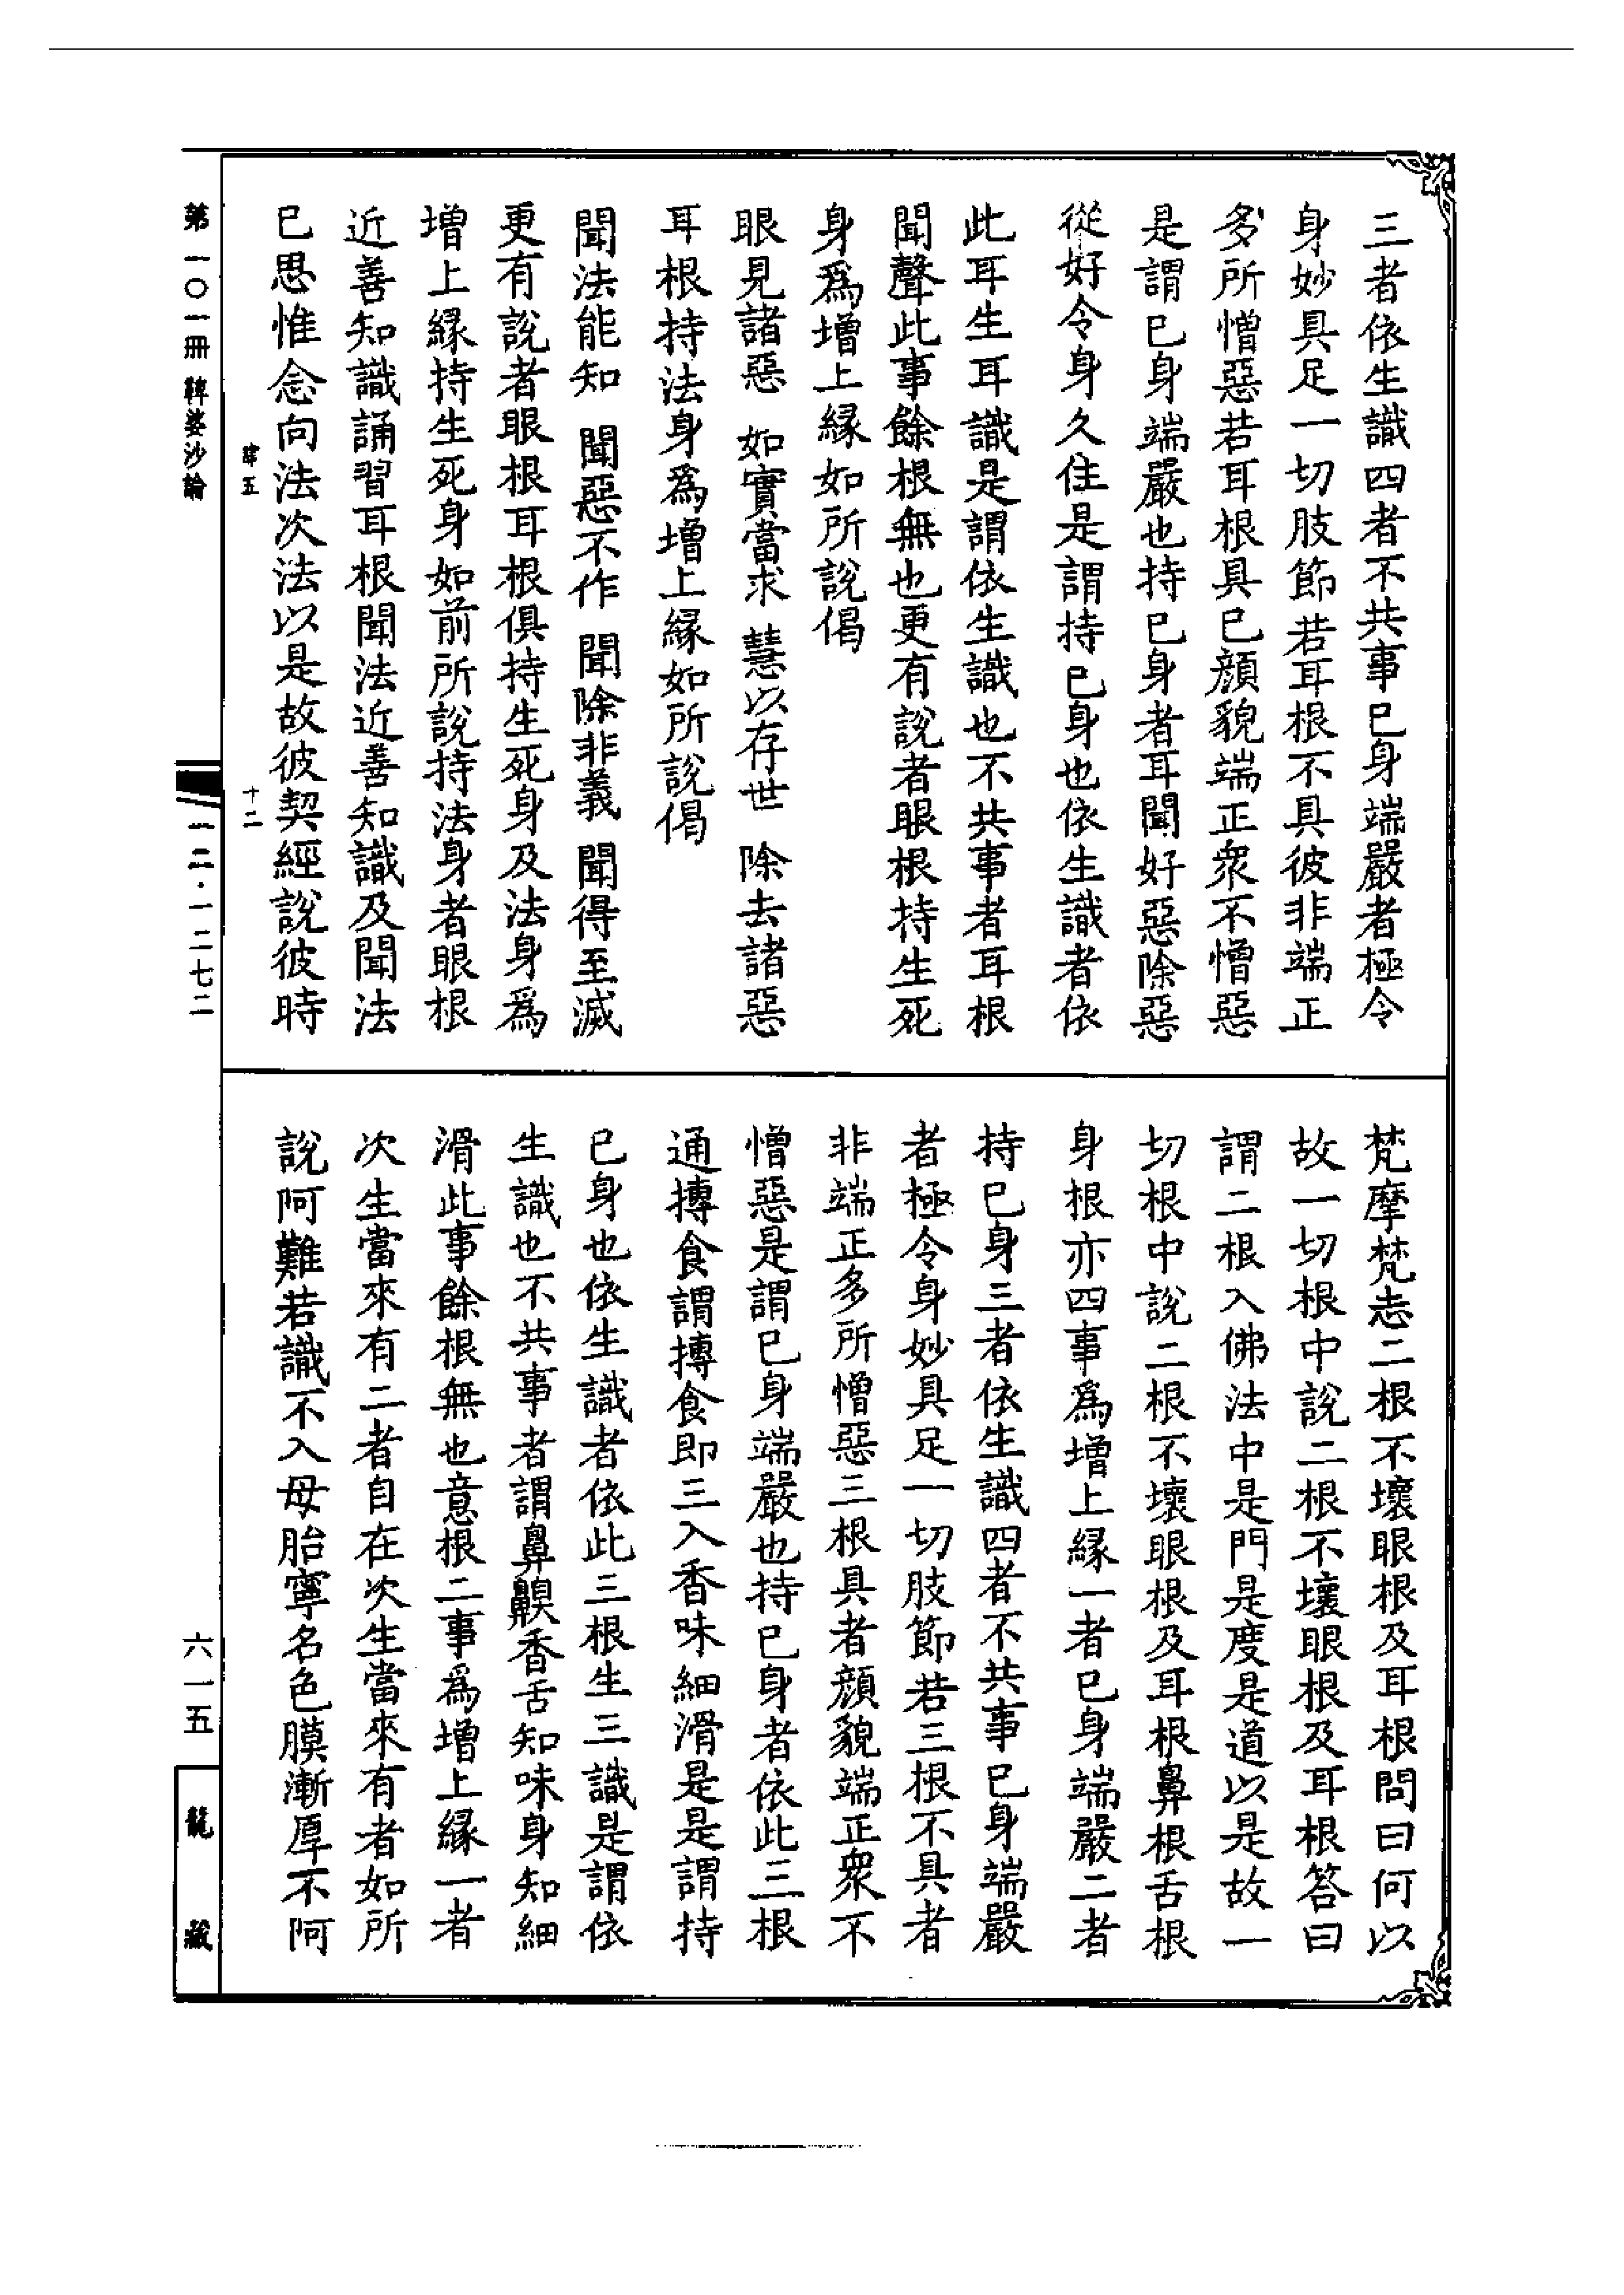 三者依生識四者不共事已身端嚴者極令
身妙具足一切肢節若耳根不具彼非端正
多所憎惡若耳根具已顏貌端正衆不憎惡
是謂已身端嚴也持已身者耳聞好惡除惡
從好令身久住是謂持已身也依生識者依
此耳生耳識是謂依生識也不共事者耳根
聞聲此事餘根無也更有說者眼根持生死
身爲增上緣如所說偈
眼見諸惡 如實當求 慧以存世 除去諸惡
耳根持法身爲增上緣如所說偈
聞法能知 聞惡不作 聞除非義 聞得至滅
更有說者眼根耳根俱持生死身及法身爲
增上緣持生死身如前所說持法身者眼根
近善知識誦習耳根聞法近善知識及聞法
已思惟念向法次法以是故彼契經說彼時
梵摩梵志二根不壞眼根及耳根問曰何以
故一切根中說二根不壞眼根及耳根答曰
謂二根入佛法中是門是度是道以是故一
切根中說二根不壞眼根及耳根鼻根舌根
身根亦四事爲增上緣一者已身端嚴二者
持已身三者依生識四者不共事已身端嚴
者極令身妙具足一切肢節若三根不具者
非端正多所憎惡三根具者顏貌端正衆不
憎惡是謂已身端嚴也持已身者依此三根
通摶食謂摶食即三入香味細滑是是謂持
已身也依生識者依此三根生三識是謂依
生識也不共事者謂鼻齅香舌知味身知細
滑此事餘根無也意根二事爲增上緣一者
次生當來有二者自在次生當來有者如所
說阿難若識不入母胎寧名色膜漸厚不阿
肆五
十二
第一〇一冊 鞞婆沙論
一二·一二七二
六一五
龍藏